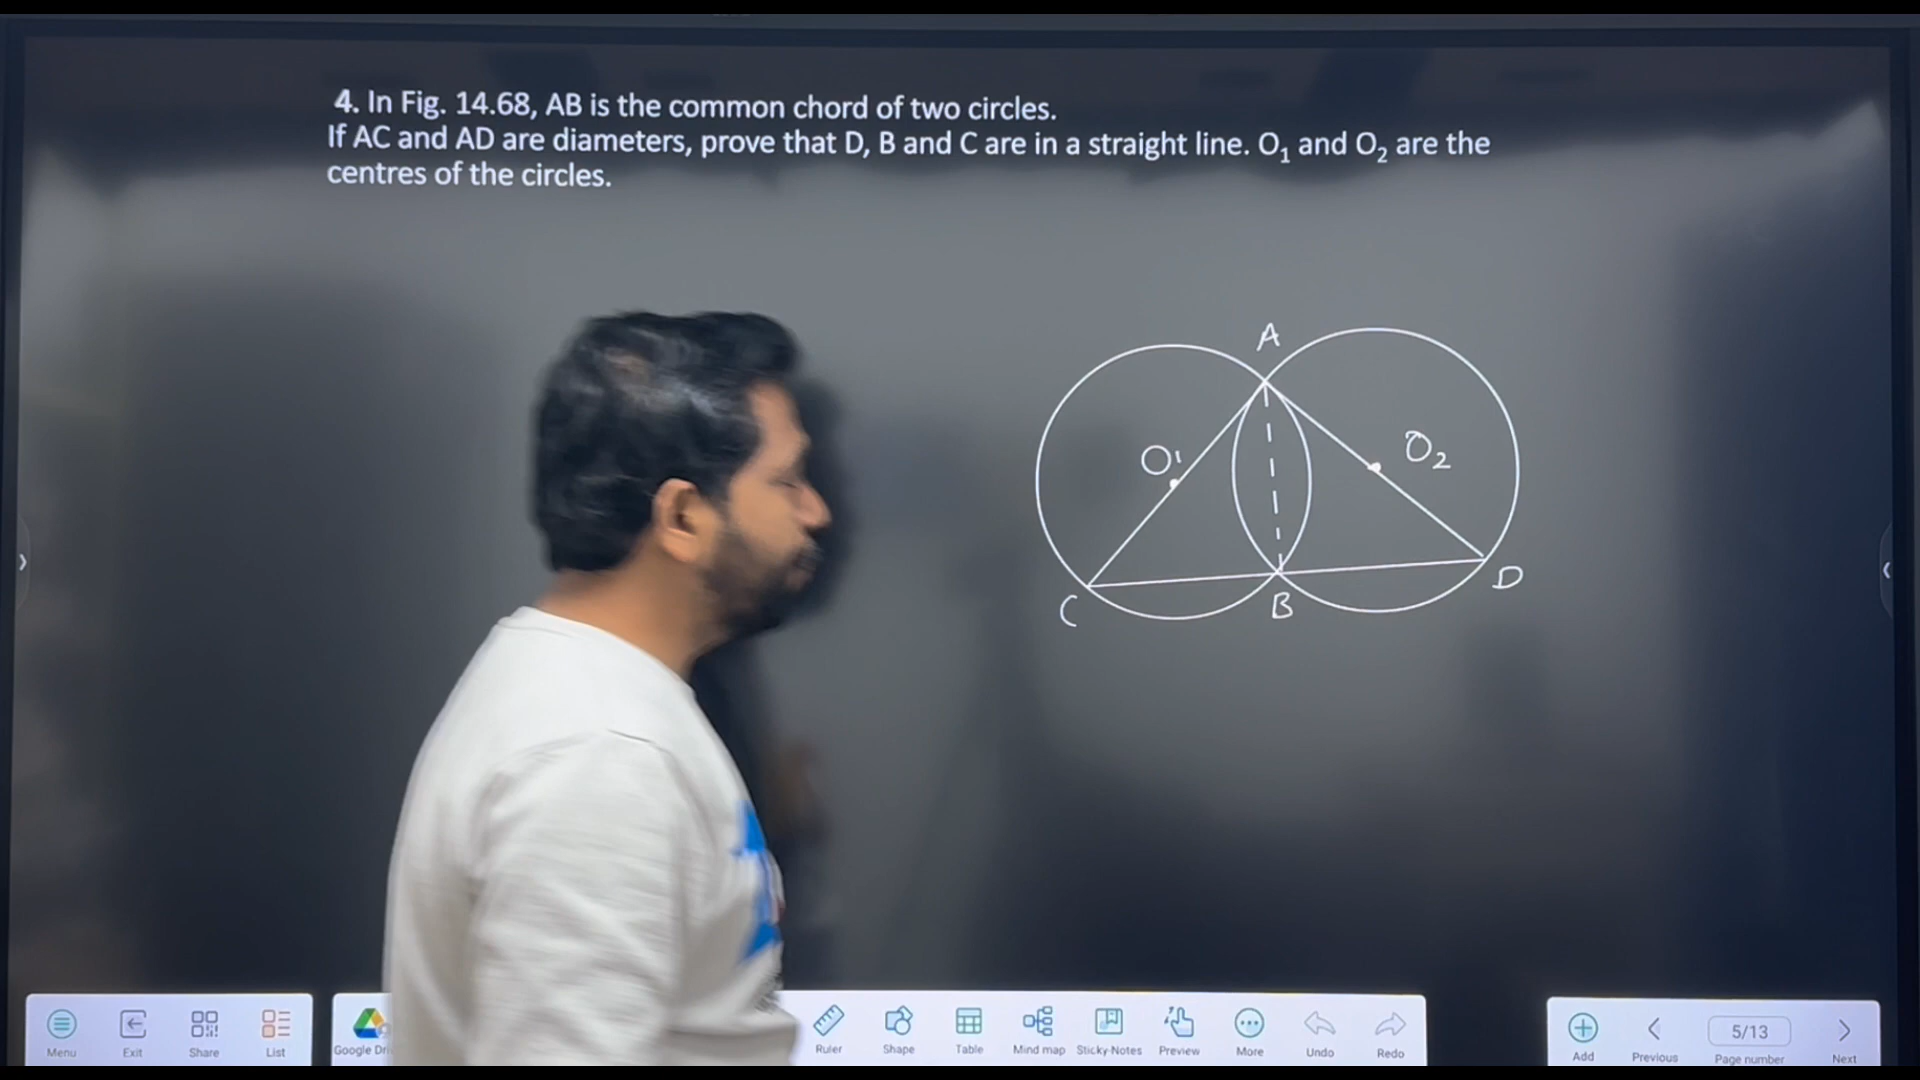 4. In Fig. 14.68, AB is the common chord of two circles.
If AC and AD are diameters, prove that D, B and C are in a straight line. O₁ and O₂ are the
centres of the circles.
A
O¹
O₂
C
B
D
Menu
Exit
Share
List
Google
Ruler
Shape
Table
Mind map
Sticky-Notes
Preview
More
Undo
Redo
Add
Previous
5/13
Page number
Next